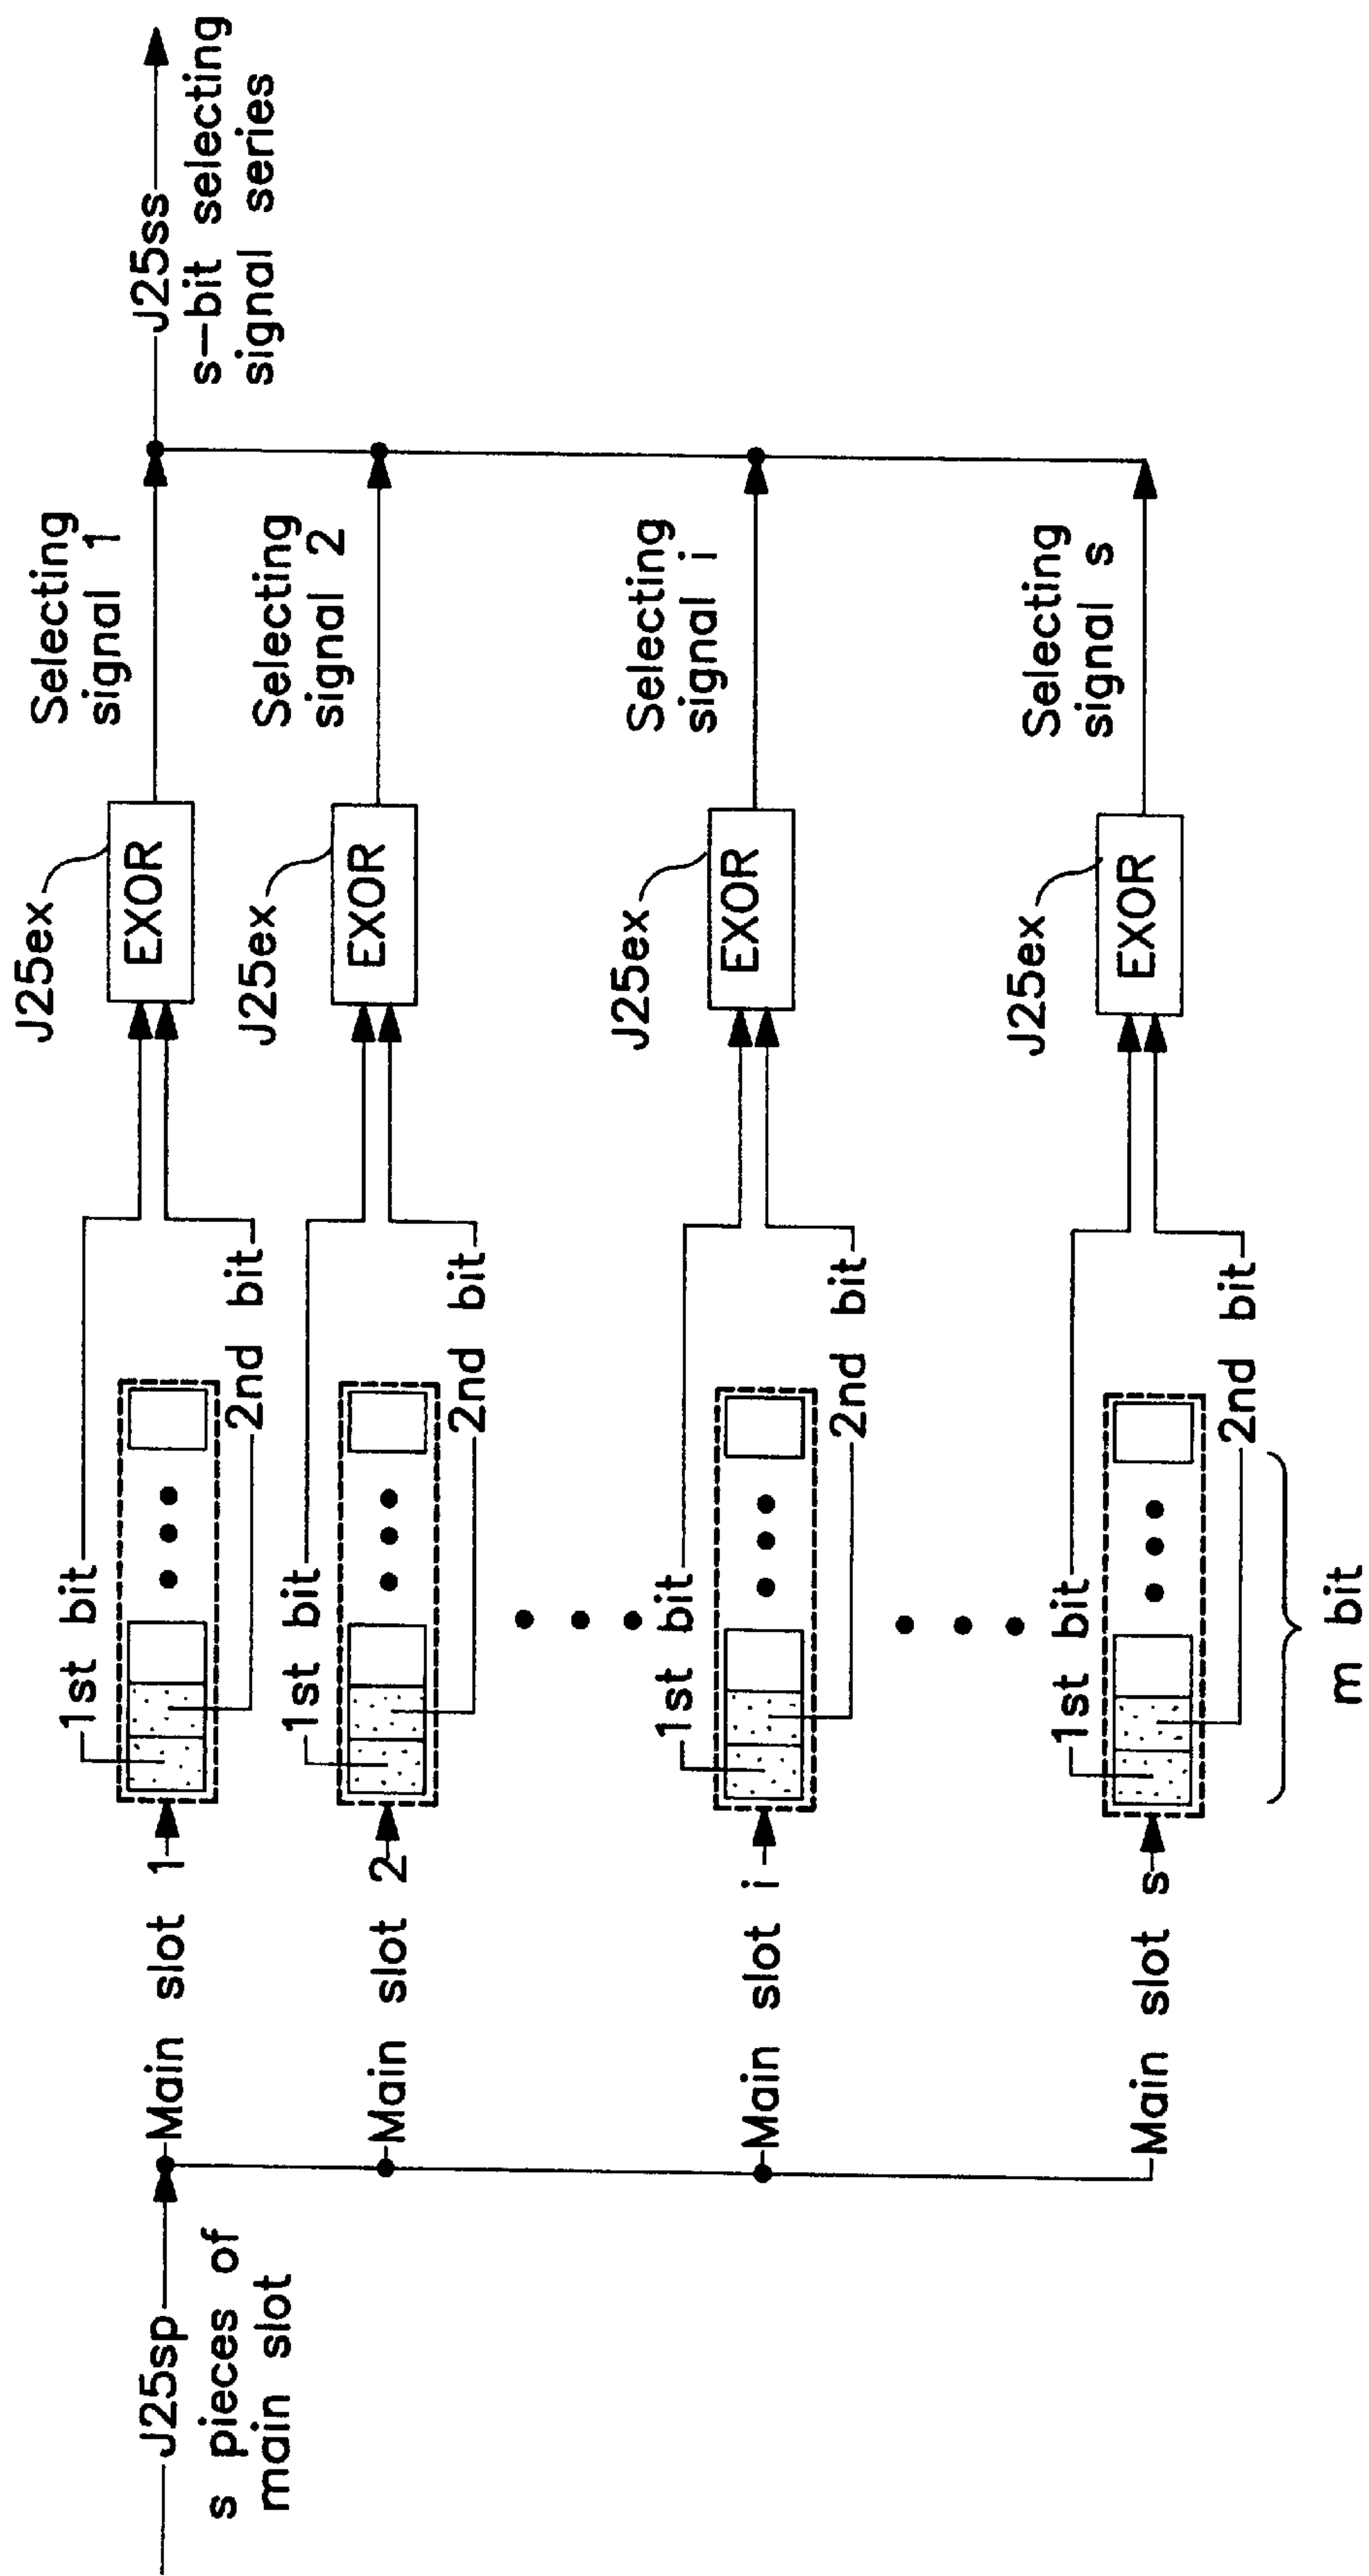 J25sp
s pieces of
main slot
Main slot 1
1st bit
2nd bit
J25ex
EXOR
Selecting
signal 1
J25ss
s-bit selecting
signal series
Main slot 2
1st bit
2nd bit
J25ex
EXOR
Selecting
signal 2
Main slot i
1st bit
2nd bit
J25ex
EXOR
Selecting
signal i
Main slot s
1st bit
2nd bit
m bit
J25ex
EXOR
Selecting
signal s